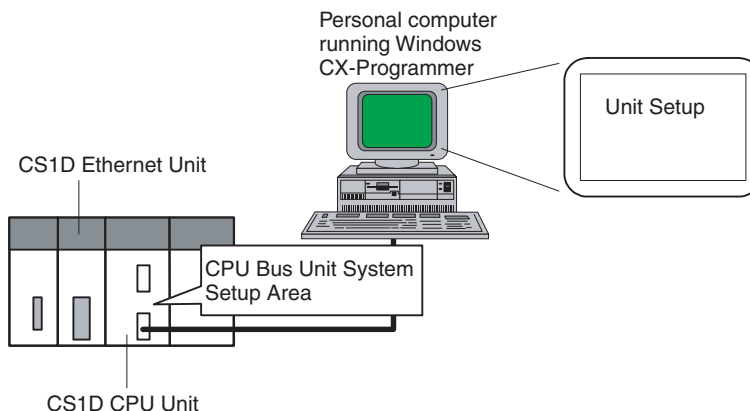 Personal computer
running Windows
CX-Programmer
Unit Setup
CS1D Ethernet Unit
CPU Bus Unit System
Setup Area
CS1D CPU Unit